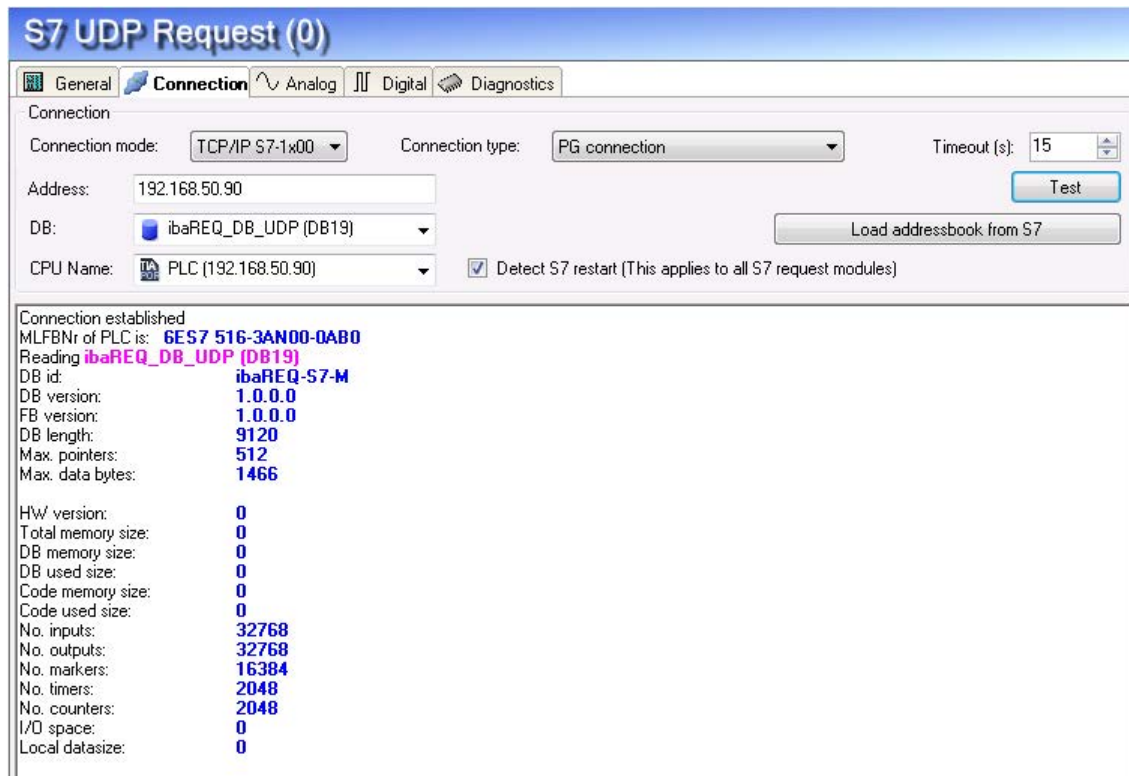 S7 UDP Request (0)
General Connection Analog Digital Diagnostics
Connection
Connection mode: TCP/IP S7-1x00 Connection type: PG connection Timeout (s): 15
Address: 192.168.50.90 Test
DB: ibaREQ_DB_UDP (DB19) Load addressbook from S7
CPU Name: PLC (192.168.50.90) Detect S7 restart (This applies to all S7 request modules)
Connection established
MLFBNr of PLC is: 6ES7 516-3AN00-0AB0
Reading ibaREQ_DB_UDP (DB19)
DB id: ibaREQ-S7-M
DB version: 1.0.0.0
FB version: 1.0.0.0
DB length: 9120
Max. pointers: 512
Max. data bytes: 1466
HW version: 0
Total memory size: 0
DB memory size: 0
DB used size: 0
Code memory size: 0
Code used size: 0
No. inputs: 32768
No. outputs: 32768
No. markers: 16384
No. timers: 2048
No. counters: 2048
I/O space: 0
Local datasize: 0